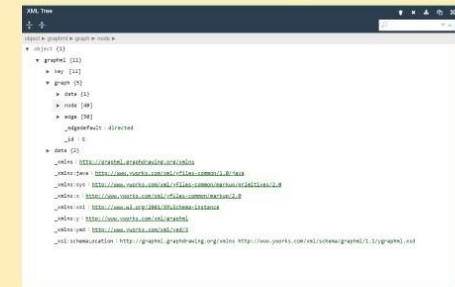 XML Tree
object ► graphml ► graph ► node ►
▼ object {1}
▼ graphml {11}
► key [11]
▼ graph {5}
► data {1}
► node [40]
► edge [50]
_edgedefault : directed
_id : G
► data {2}
_xmlns : http://graphml.graphdrawing.org/xmlns
_xmlns:java : http://www.yworks.com/xml/yfiles-common/1.0/java
_xmlns:sys : http://www.yworks.com/xml/yfiles-common/markup/primitives/2.0
_xmlns:x : http://www.yworks.com/xml/yfiles-common/markup/2.0
_xmlns:xsi : http://www.w3.org/2001/XMLSchema-instance
_xmlns:y : http://www.yworks.com/xml/graphml
_xmlns:yed : http://www.yworks.com/xml/yed/3
_xsi:schemaLocation : http://graphml.graphdrawing.org/xmlns http://www.yworks.com/xml/schema/graphml/1.1/ygraphml.xsd